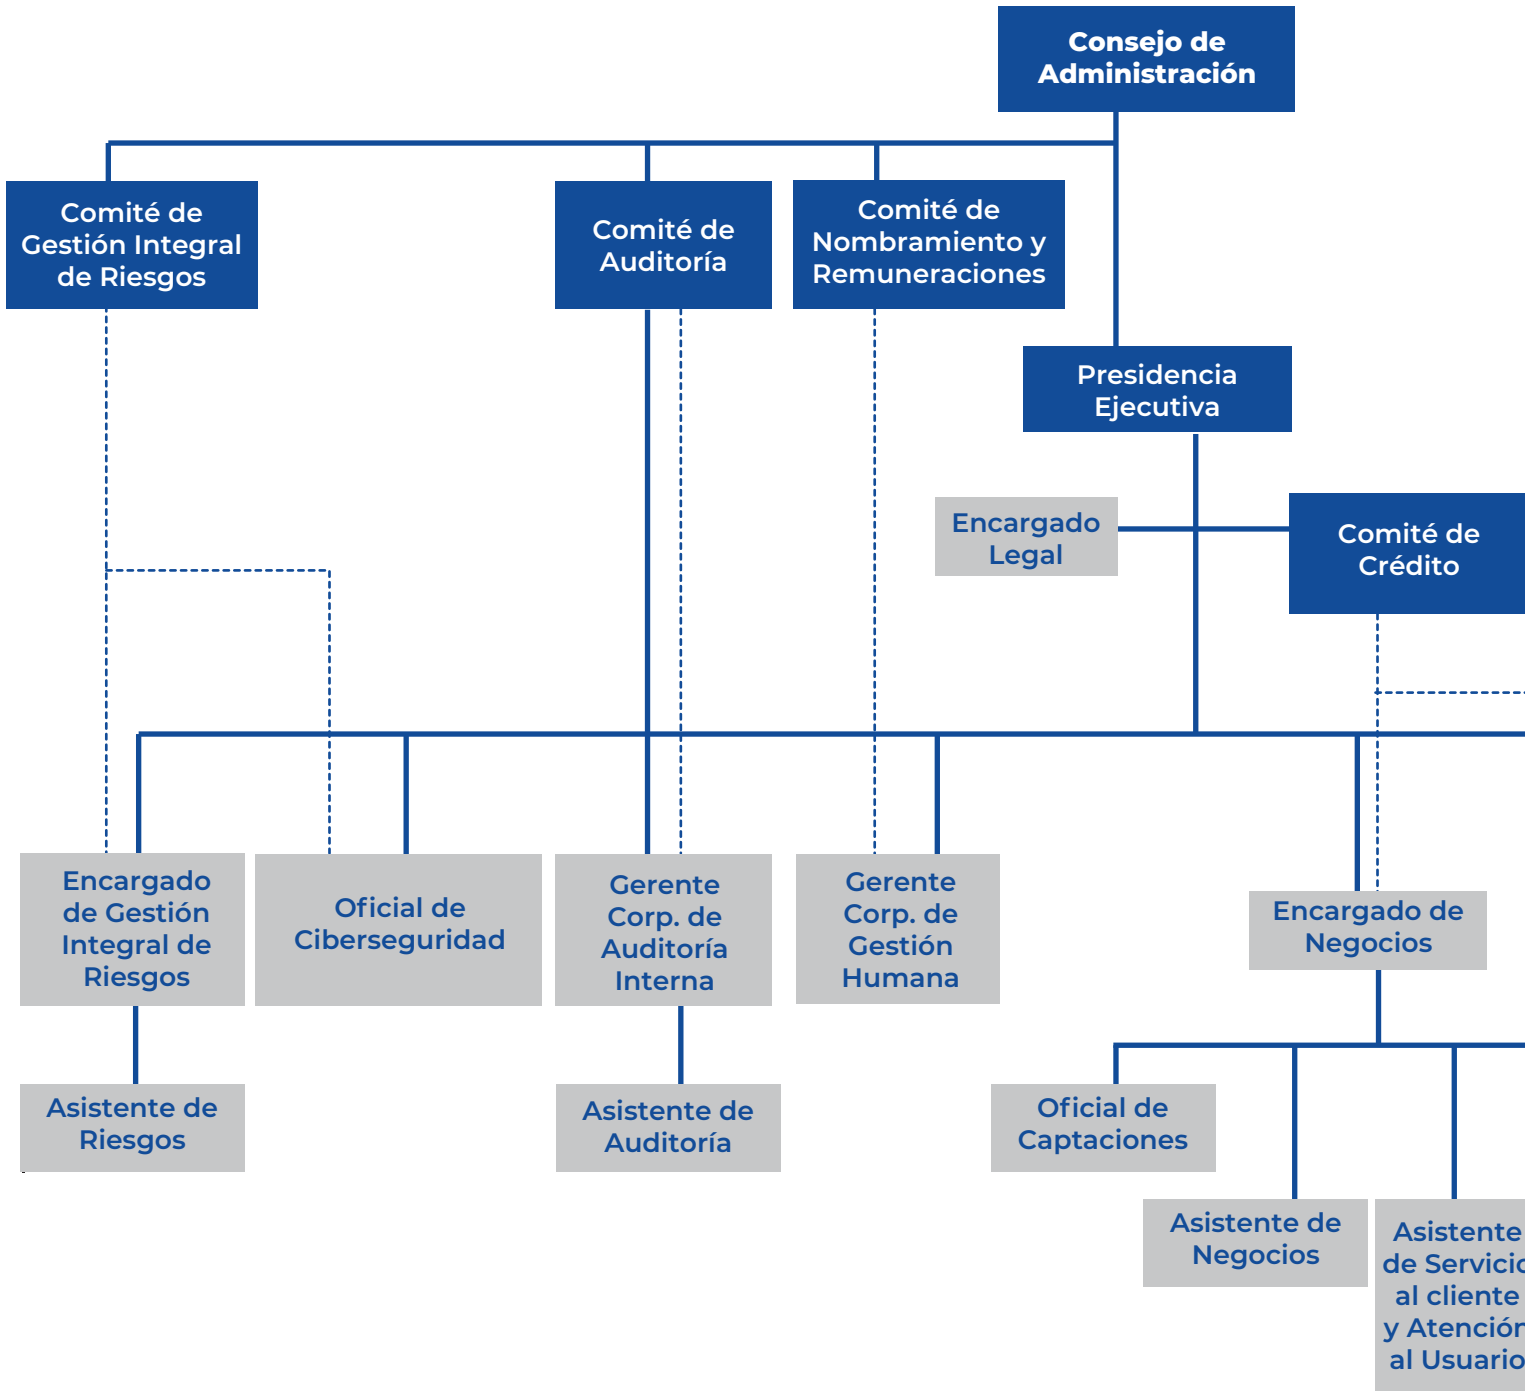 Consejo de
Administración
Comité de
Gestión Integral
de Riesgos
Comité de
Auditoría
Comité de
Nombramiento y
Remuneraciones
Presidencia
Ejecutiva
Encargado
Legal
Comité de
Crédito
Encargado
de Gestión
Integral de
Riesgos
Oficial de
Ciberseguridad
Gerente
Corp. de
Auditoría
Interna
Gerente
Corp. de
Gestión
Humana
Encargado de
Negocios
Asistente de
Riesgos
Asistente de
Auditoría
Oficial de
Captaciones
Asistente de
Negocios
Asistente
de Servicio
al cliente
y Atención
al Usuario